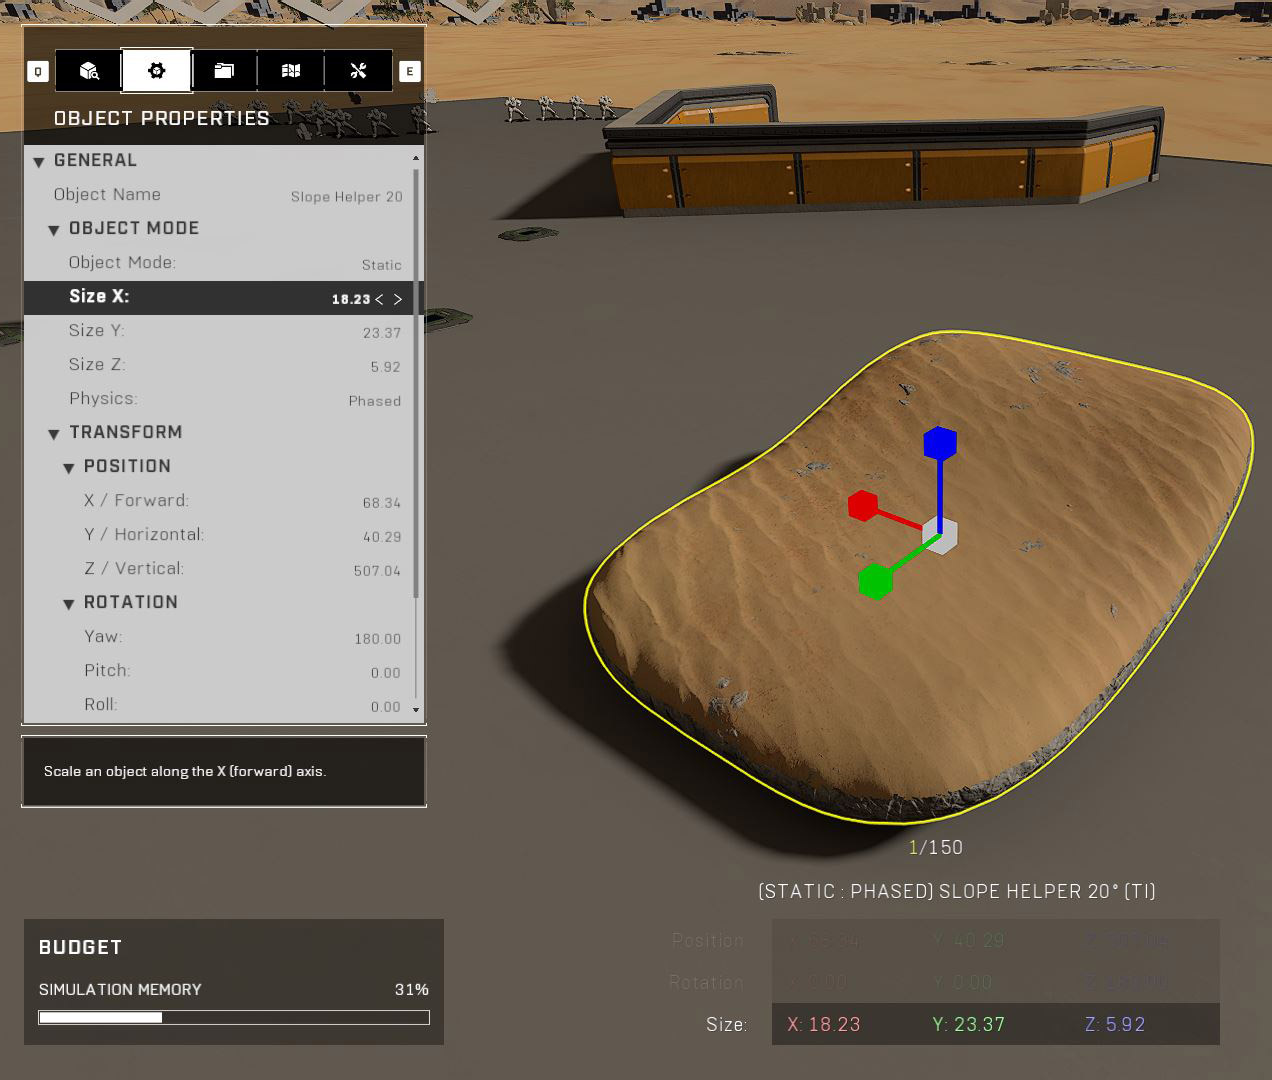 Q
E
OBJECT PROPERTIES
GENERAL
Object Name Slope Helper 20
OBJECT MODE
Object Mode: Static
Size X: 18.23 < >
Size Y: 23.37
Size Z: 5.92
Physics: Phased
TRANSFORM
POSITION
X / Forward: 68.34
Y / Horizontal: 40.29
Z / Vertical: 507.04
ROTATION
Yaw: 180.00
Pitch: 0.00
Roll: 0.00
Scale an object along the X (forward) axis.
1/150
(STATIC : PHASED) SLOPE HELPER 20° (TI)
BUDGET
SIMULATION MEMORY 31%
Position Y: 40.29
Rotation X: 0.00 Y: 0.00
Size: X: 18.23 Y: 23.37 Z: 5.92